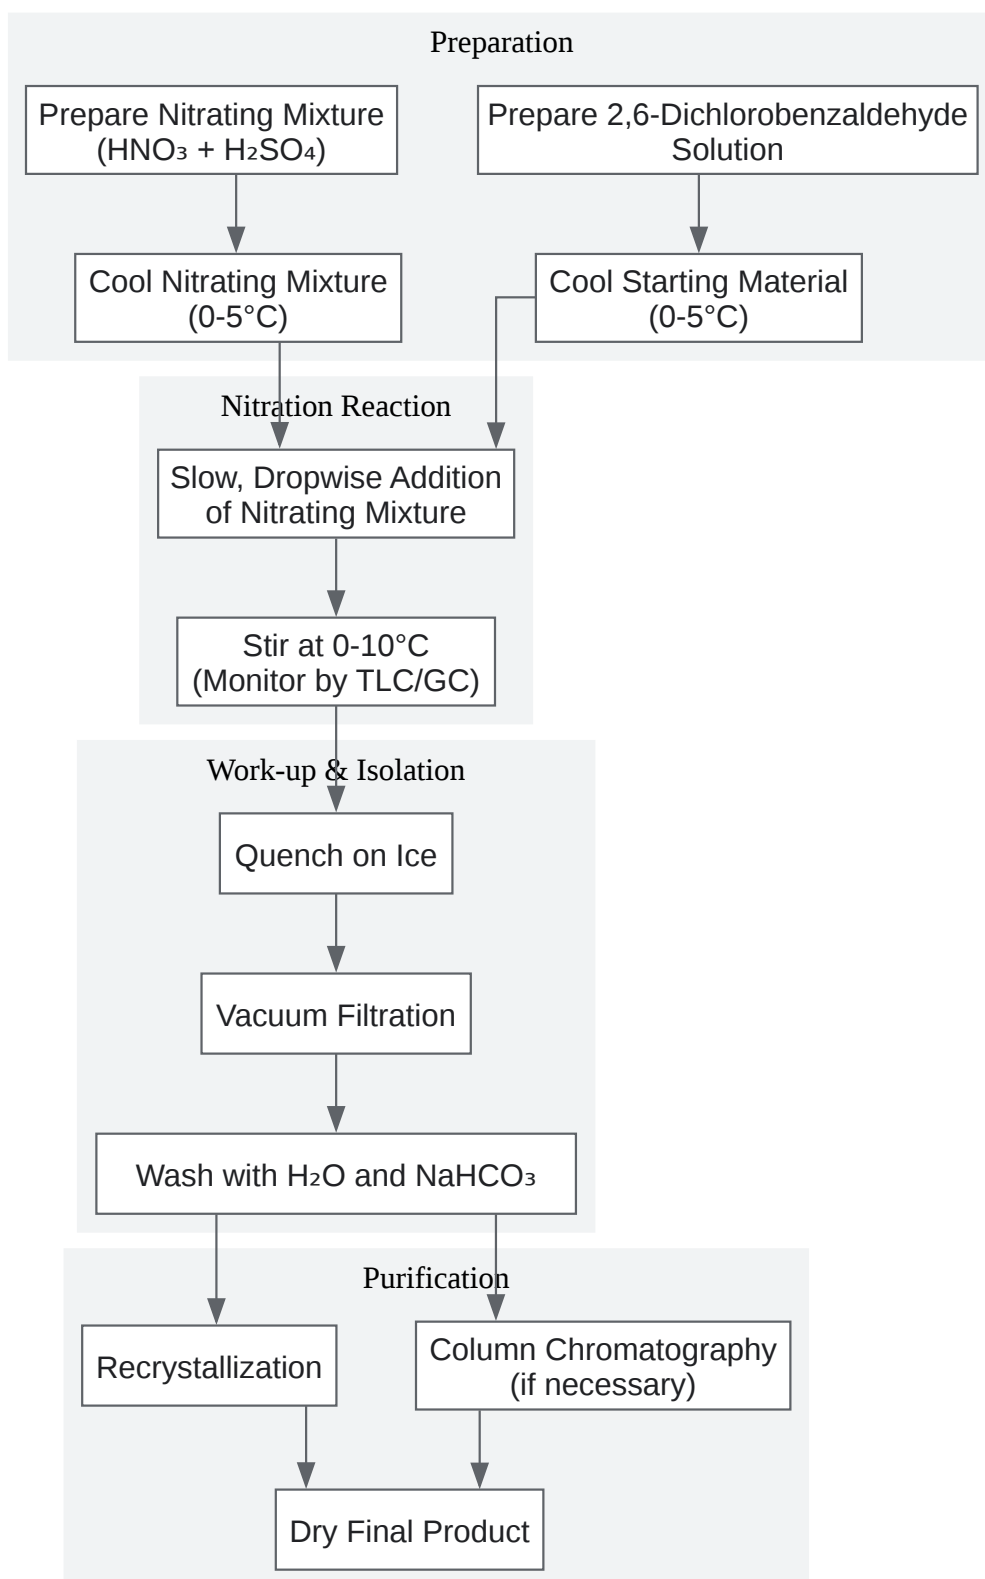 Preparation
Prepare Nitrating Mixture
(HNO₃ + H₂SO₄)
Prepare 2,6-Dichlorobenzaldehyde
Solution
Cool Nitrating Mixture
(0-5°C)
Cool Starting Material
(0-5°C)
Nitration Reaction
Slow, Dropwise Addition
of Nitrating Mixture
Stir at 0-10°C
(Monitor by TLC/GC)
Work-up & Isolation
Quench on Ice
Vacuum Filtration
Wash with H₂O and NaHCO₃
Purification
Recrystallization
Column Chromatography
(if necessary)
Dry Final Product